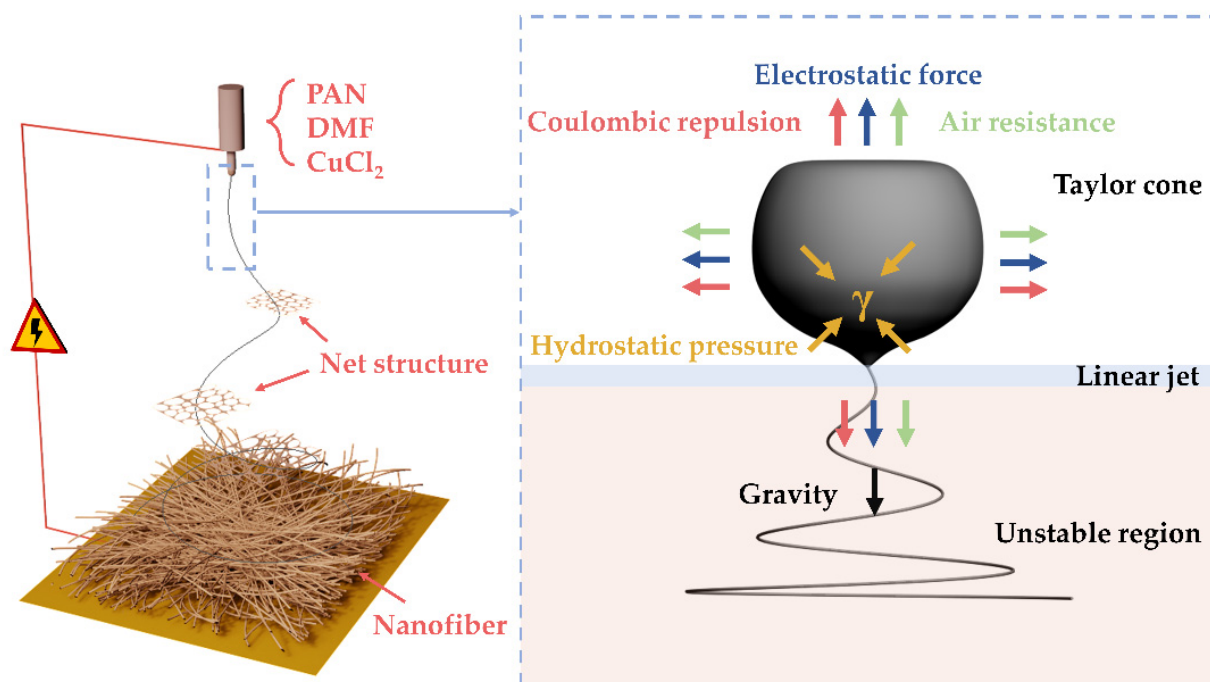 PAN
DMF
CuCl₂
Net structure
Nanofiber
Electrostatic force
Coulombic repulsion
Air resistance
Taylor cone
γ
Hydrostatic pressure
Linear jet
Gravity
Unstable region